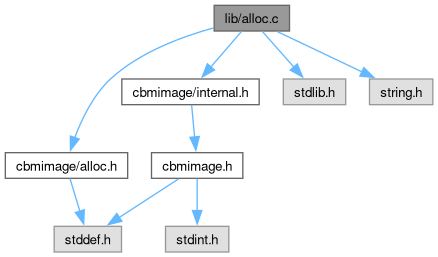 lib/alloc.c
cbmimage/internal.h
stdlib.h
string.h
cbmimage/alloc.h
cbmimage.h
stddef.h
stdint.h